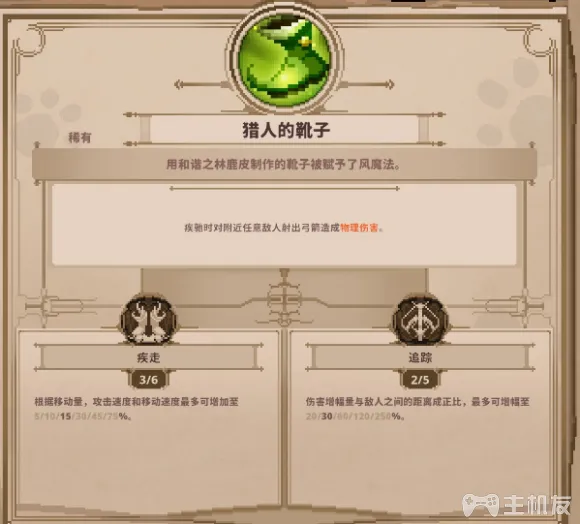 稀有
猎人的靴子
用和谐之林鹿皮制作的靴子被赋予了风魔法。
疾驰时对附近任意敌人射出弓箭造成物理伤害。
疾走
3/6
根据移动量，攻击速度和移动速度最多可增加至
5/10/15/30/45/75%。
追踪
2/5
伤害增幅量与敌人之间的距离成正比，最多可增幅至
20/30/60/120/250%。
主机友